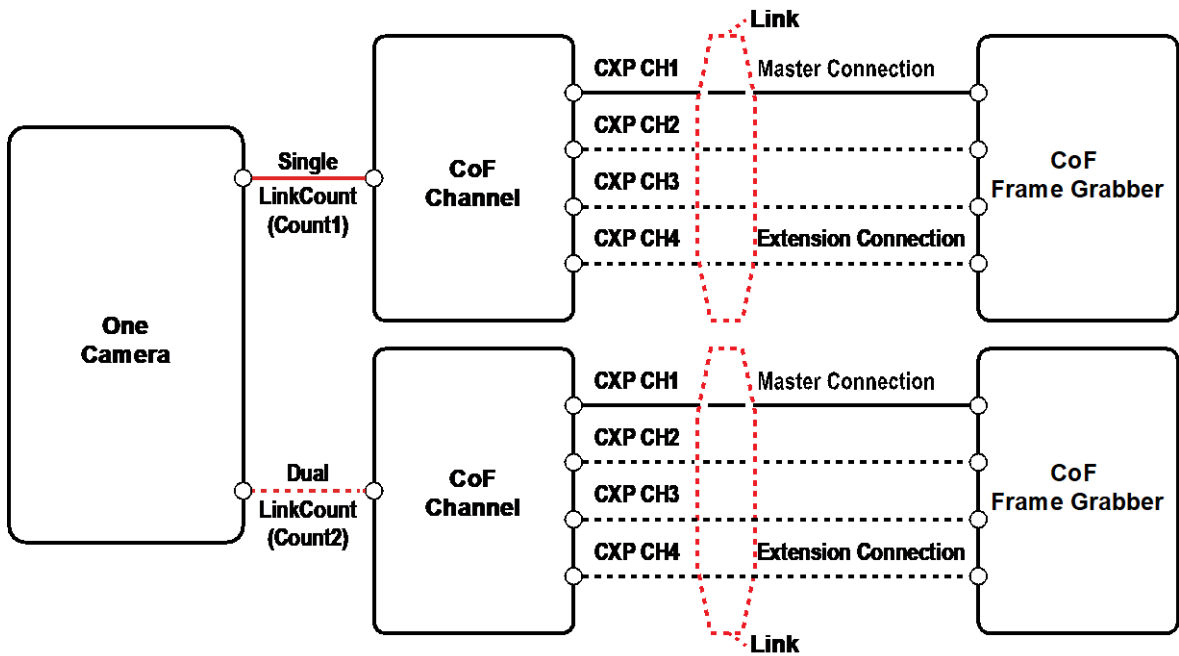 Link
CXP CH1 Master Connection
CXP CH2
Single
CoF
Channel
CXP CH3
CoF
Frame Grabber
LinkCount
(Count1)
CXP CH4 Extension Connection
One
Camera
CXP CH1 Master Connection
CXP CH2
Dual
CoF
Channel
CXP CH3
CoF
Frame Grabber
LinkCount
(Count2)
CXP CH4 Extension Connection
Link